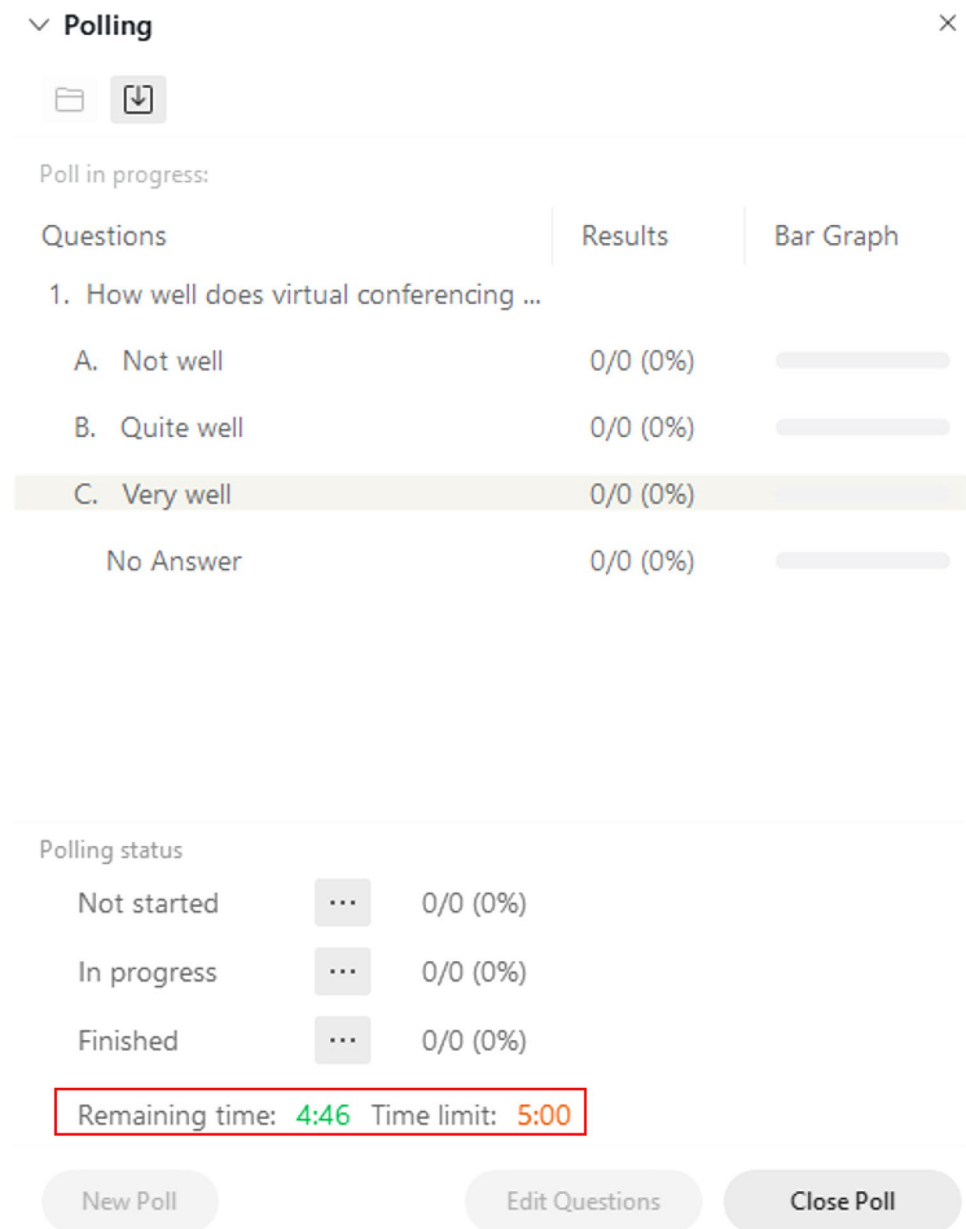 Polling
Poll in progress:
Questions Results Bar Graph
1. How well does virtual conferencing ...
A. Not well 0/0 (0%)
B. Quite well 0/0 (0%)
C. Very well 0/0 (0%)
No Answer 0/0 (0%)
Polling status
Not started ... 0/0 (0%)
In progress ... 0/0 (0%)
Finished ... 0/0 (0%)
Remaining time: 4:46 Time limit: 5:00
New Poll Edit Questions Close Poll